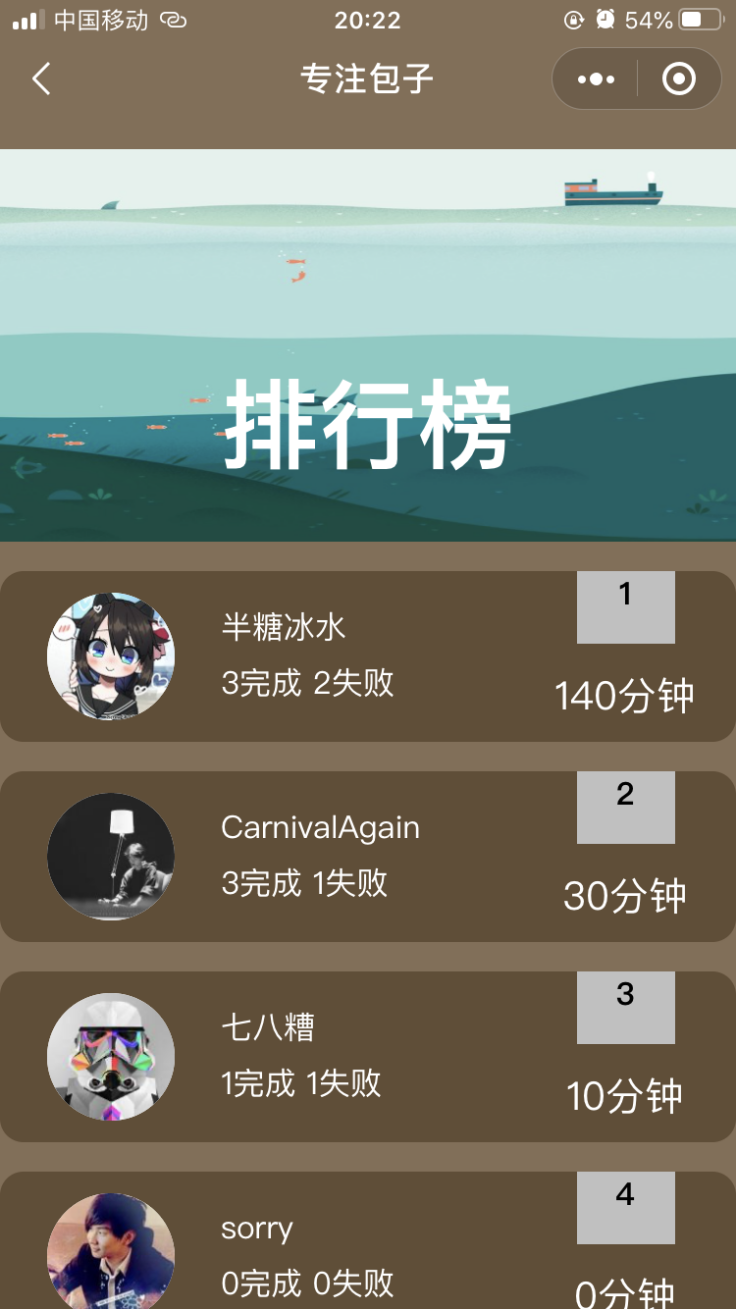 中国移动 20:22 54%
专注包子
排行榜
1
半糖冰水
3完成 2失败
140分钟
2
CarnivalAgain
3完成 1失败
30分钟
3
七八糟
1完成 1失败
10分钟
4
sorry
0完成 0失败
0分钟